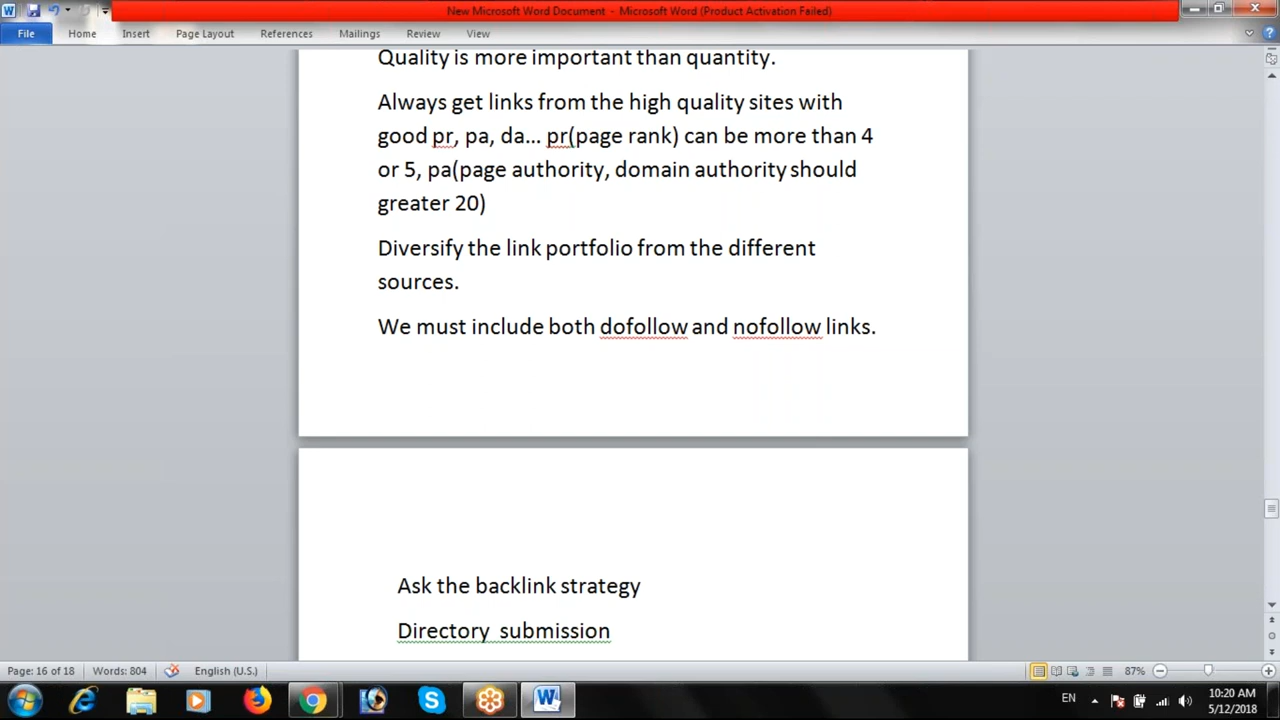 New Microsoft Word Document - Microsoft Word (Product Activation Failed)
File Home Insert Page Layout References Mailings Review View
Quality is more important than quantity.
Always get links from the high quality sites with
good pr, pa, da... pr(page rank) can be more than 4
or 5, pa(page authority, domain authority should
greater 20)
Diversify the link portfolio from the different
sources.
We must include both dofollow and nofollow links.
Ask the backlink strategy
Directory submission
Page: 16 of 18 Words: 804 English (U.S.) 87%
EN 10:20 AM
5/12/2018